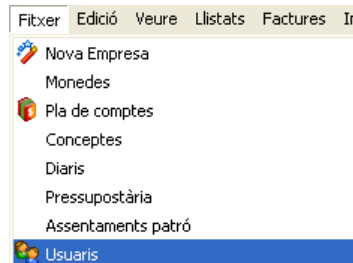 Fitxer Edició Veure Llistats Factures
Nova Empresa
Monedes
Pla de comptes
Conceptes
Diaris
Pressupostària
Assentaments patró
Usuaris